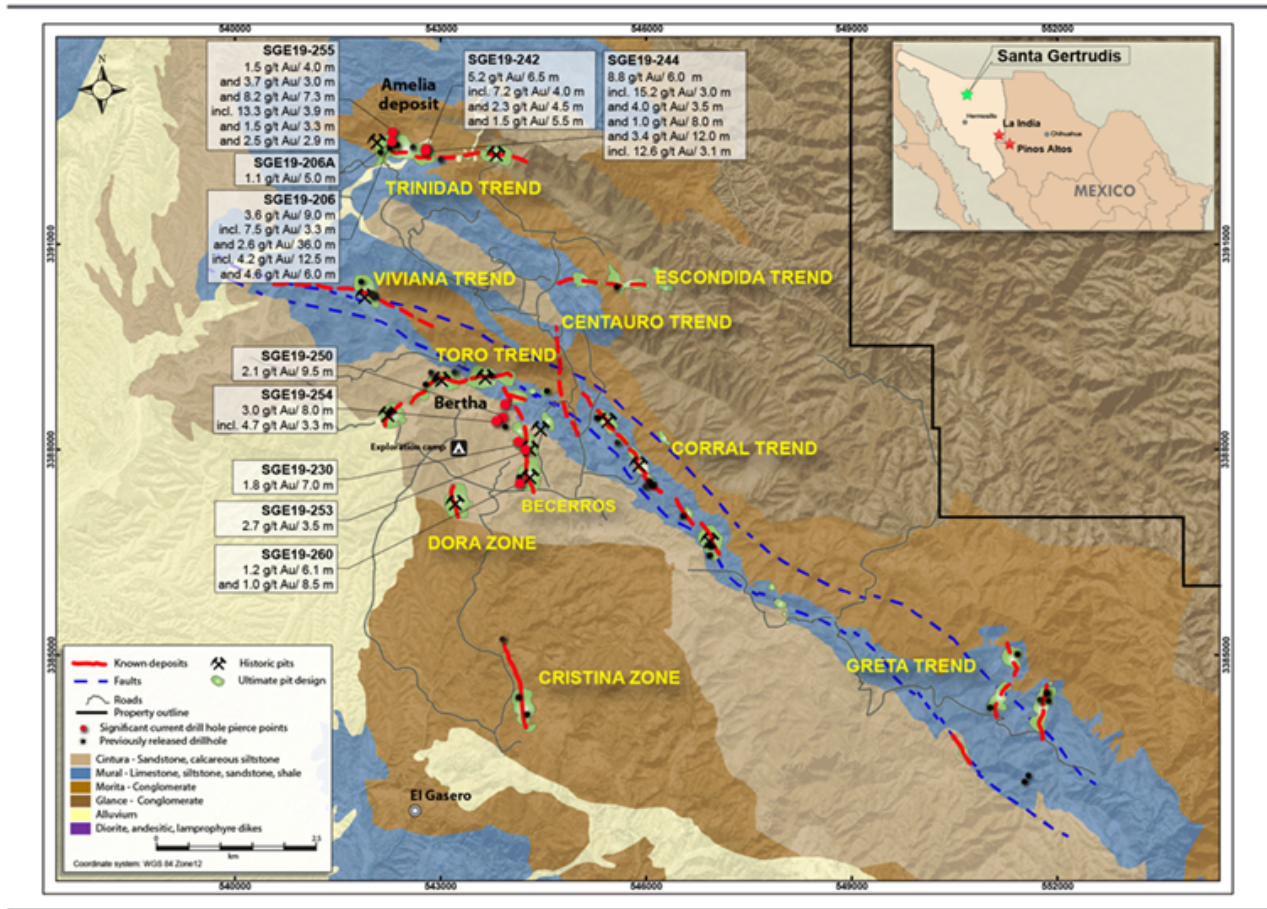 540000 543000 546000 549000 552000
SGE19-255
1.5 g/t Au/ 4.0 m
and 3.7 g/t Au/ 3.0 m
and 8.2 g/t Au/ 7.3 m
incl. 13.3 g/t Au/ 3.9 m
and 1.5 g/t Au/ 3.3 m
and 2.5 g/t Au/ 2.9 m
SGE19-206A
1.1 g/t Au/ 5.0 m
SGE19-206
3.6 g/t Au/ 9.0 m
incl. 7.5 g/t Au/ 3.3 m
and 2.6 g/t Au/ 36.0 m
incl. 4.2 g/t Au/ 12.5 m
and 4.6 g/t Au/ 6.0 m
N
Amelia
deposit
SGE19-242
5.2 g/t Au/ 6.5 m
incl. 7.2 g/t Au/ 4.0 m
and 2.3 g/t Au/ 4.5 m
and 1.5 g/t Au/ 5.5 m
SGE19-244
8.8 g/t Au/ 6.0 m
incl. 15.2 g/t Au/ 3.0 m
and 4.0 g/t Au/ 3.5 m
and 1.0 g/t Au/ 8.0 m
and 3.4 g/t Au/ 12.0 m
incl. 12.6 g/t Au/ 3.1 m
Santa Gertrudis
Hermosillo
La India
Chihuahua
Pinos Altos
MEXICO
TRINIDAD TREND
3391000
3391000
VIVIANA TREND
ESCONDIDA TREND
CENTAURO TREND
TORO TREND
SGE19-250
2.1 g/t Au/ 9.5 m
SGE19-254
3.0 g/t Au/ 8.0 m
incl. 4.7 g/t Au/ 3.3 m
Bertha
Exploration camp
CORRAL TREND
3388000
3388000
SGE19-230
1.8 g/t Au/ 7.0 m
SGE19-253
2.7 g/t Au/ 3.5 m
SGE19-260
1.2 g/t Au/ 6.1 m
and 1.0 g/t Au/ 8.5 m
BECERROS
DORA ZONE
3385000
3385000
GRETA TREND
CRISTINA ZONE
El Gasero
Known deposits
Historic pits
Faults
Ultimate pit design
Roads
Property outline
Significant current drill hole pierce points
Previously released drillhole
Cintura - Sandstone, calcareous siltstone
Mural - Limestone, siltstone, sandstone, shale
Morita - Conglomerate
Glance - Conglomerate
Alluvium
Diorite, andesitic, lamprophyre dikes
0 2.5
km
Coordinate system: WGS 84 Zone12
540000 543000 546000 549000 552000